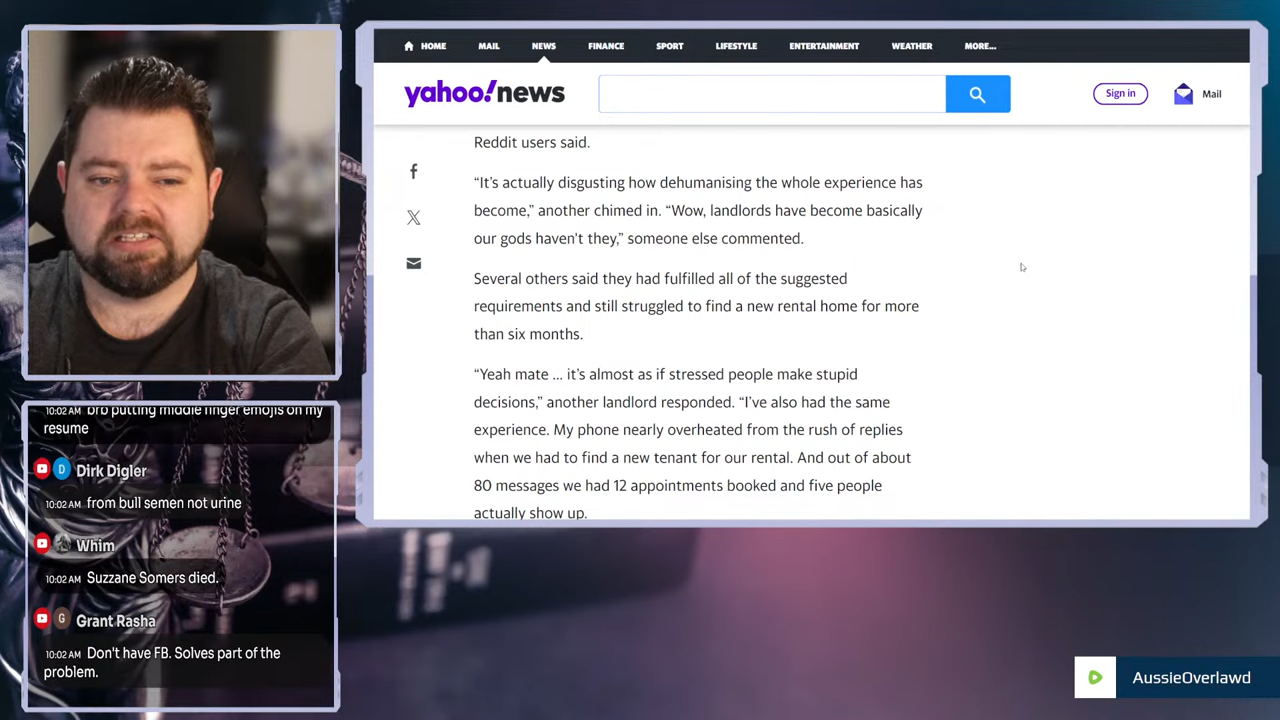 HOME MAIL NEWS FINANCE SPORT LIFESTYLE ENTERTAINMENT WEATHER MORE...
yahoo!news
Sign in
Mail
Reddit users said.
“It’s actually disgusting how dehumanising the whole experience has
become,” another chimed in. “Wow, landlords have become basically
our gods haven't they,” someone else commented.
Several others said they had fulfilled all of the suggested
requirements and still struggled to find a new rental home for more
than six months.
“Yeah mate ... it’s almost as if stressed people make stupid
decisions,” another landlord responded. “I’ve also had the same
experience. My phone nearly overheated from the rush of replies
when we had to find a new tenant for our rental. And out of about
80 messages we had 12 appointments booked and five people
actually show up.
10:02 AM brb putting middle finger emojis on my
resume
D Dirk Digler
10:02 AM from bull semen not urine
Whim
10:02 AM Suzzane Somers died.
G Grant Rasha
10:02 AM Don't have FB. Solves part of the
problem.
AussieOverlawd